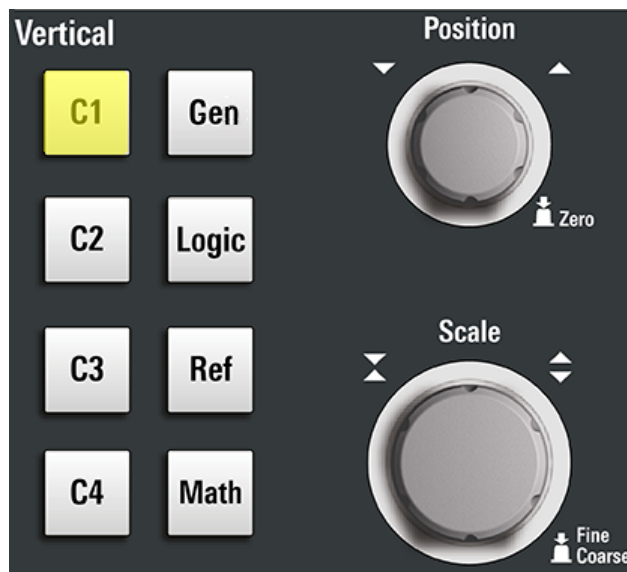 Vertical
Position
C1
Gen
Zero
C2
Logic
Scale
C3
Ref
C4
Math
Fine
Coarse